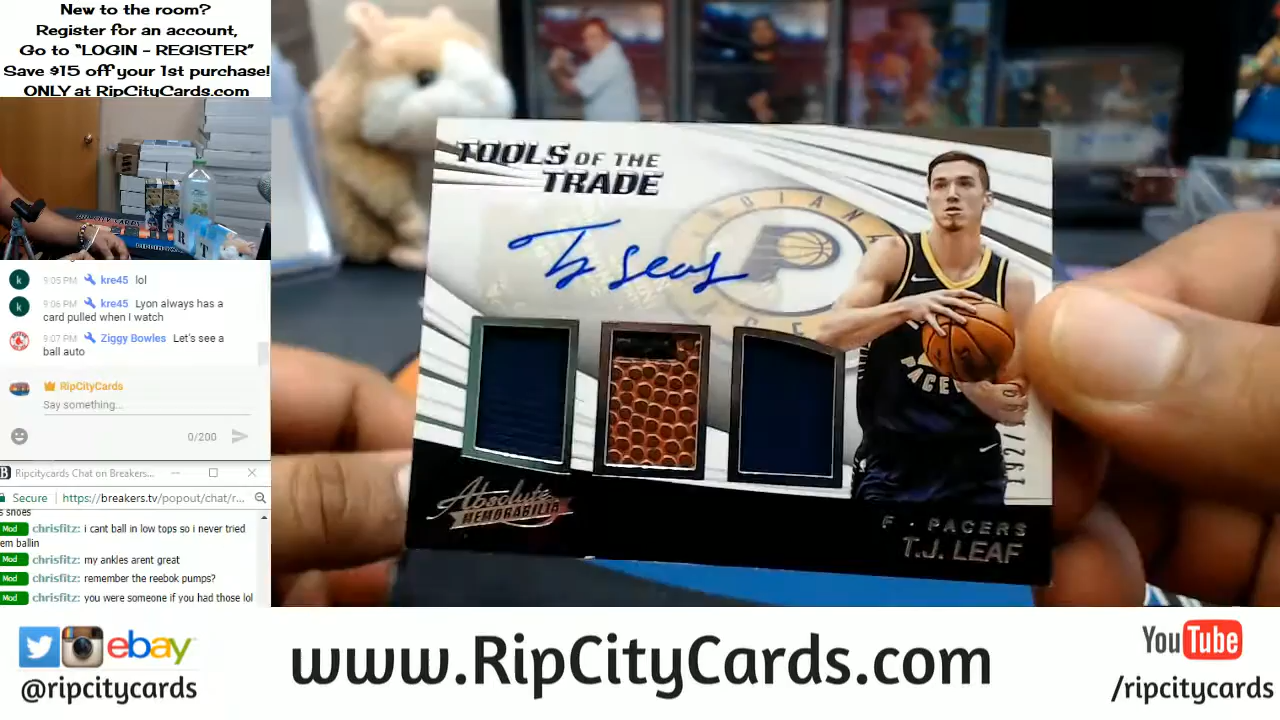 New to the room?
Register for an account,
Go to "LOGIN - REGISTER"
Save $15 off your 1st purchase!
ONLY at RipCityCards.com
9:05 PM kre45 lol
9:06 PM kre45 Lyon always has a
card pulled when I watch
9:07 PM Ziggy Bowles Let's see a
ball auto
RipCityCards
Say something...
0/200
Ripcitycards Chat on Breakers...
Secure https://breakers.tv/popout/chat/r...
s shoes
Mod chrisfitz: i cant ball in low tops so i never tried
em ballin
Mod chrisfitz: my ankles arent great
Mod chrisfitz: remember the reebok pumps?
Mod chrisfitz: you were someone if you had those lol
TOOLS OF THE
TRADE
INDIANA
PACERS
Absolute
MEMORABILIA
F · PACERS
T.J. LEAF
ebay
@ripcitycards
www.RipCityCards.com
YouTube
/ripcitycards